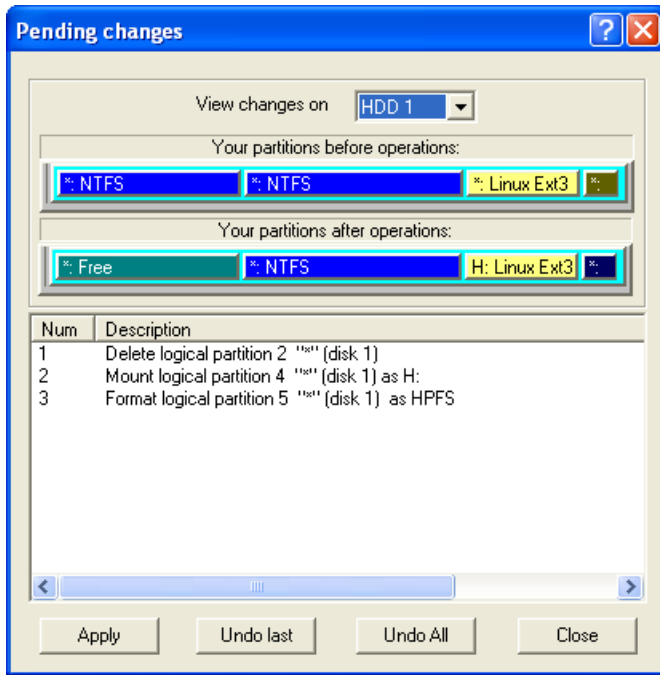 Pending changes
View changes on HDD 1
Your partitions before operations:
*: NTFS *: NTFS *: Linux Ext3 *:
Your partitions after operations:
*: Free *: NTFS H: Linux Ext3 *:
Num Description
1 Delete logical partition 2 "*" (disk 1)
2 Mount logical partition 4 "*" (disk 1) as H:
3 Format logical partition 5 "*" (disk 1) as HPFS
Apply Undo last Undo All Close